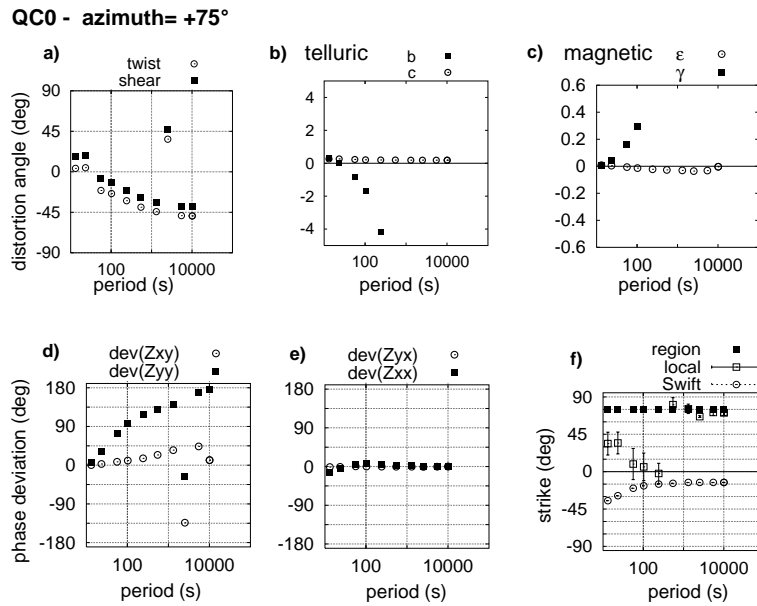 QC0 - azimuth= +75°
a)
twist
shear
distortion angle (deg)
90
45
0
-45
-90
100
10000
period (s)
b) telluric
b
c
4
2
0
-2
-4
100
10000
period (s)
c) magnetic
ε
γ
0.6
0.4
0.2
0
-0.2
-0.4
-0.6
100
10000
period (s)
d)
dev(Zxy)
dev(Zyy)
phase deviation (deg)
180
90
0
-90
-180
100
10000
period (s)
e)
dev(Zyx)
dev(Zxx)
180
90
0
-90
-180
100
10000
period (s)
f)
region
local
Swift
strike (deg)
90
45
0
-45
-90
100
10000
period (s)